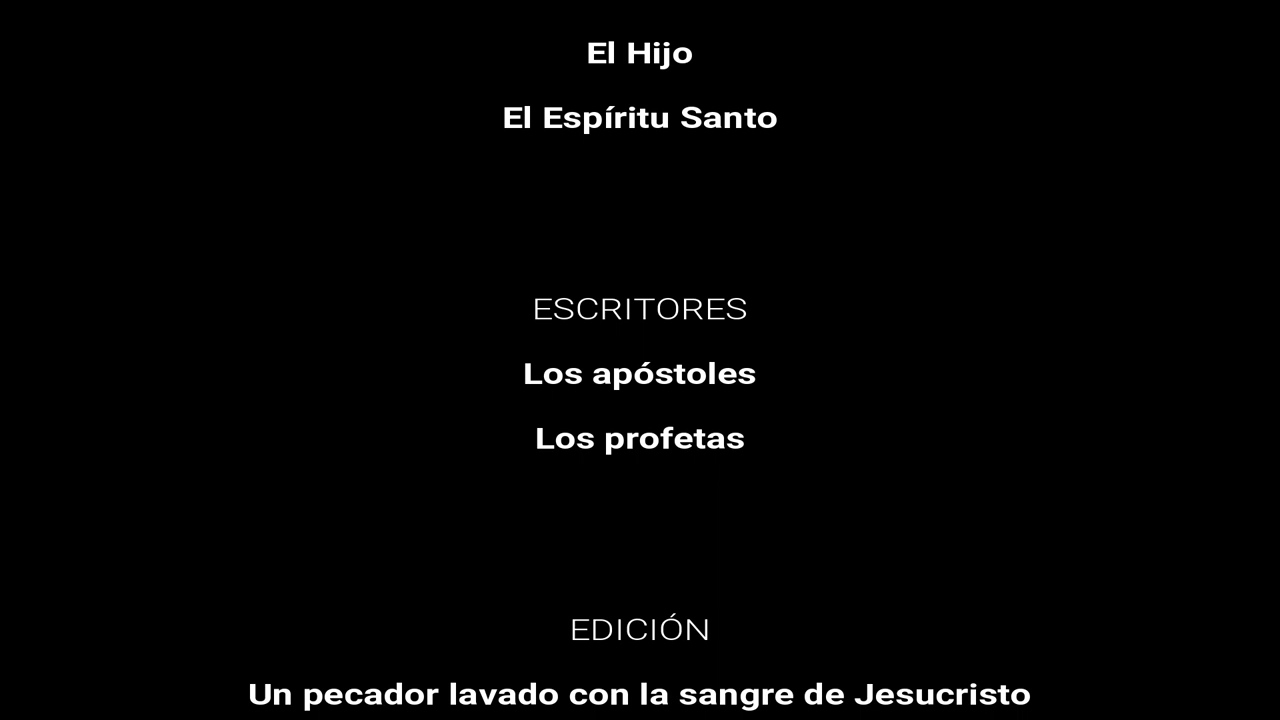 El Hijo
El Espíritu Santo
ESCRITORES
Los apóstoles
Los profetas
EDICIÓN
Un pecador lavado con la sangre de Jesucristo